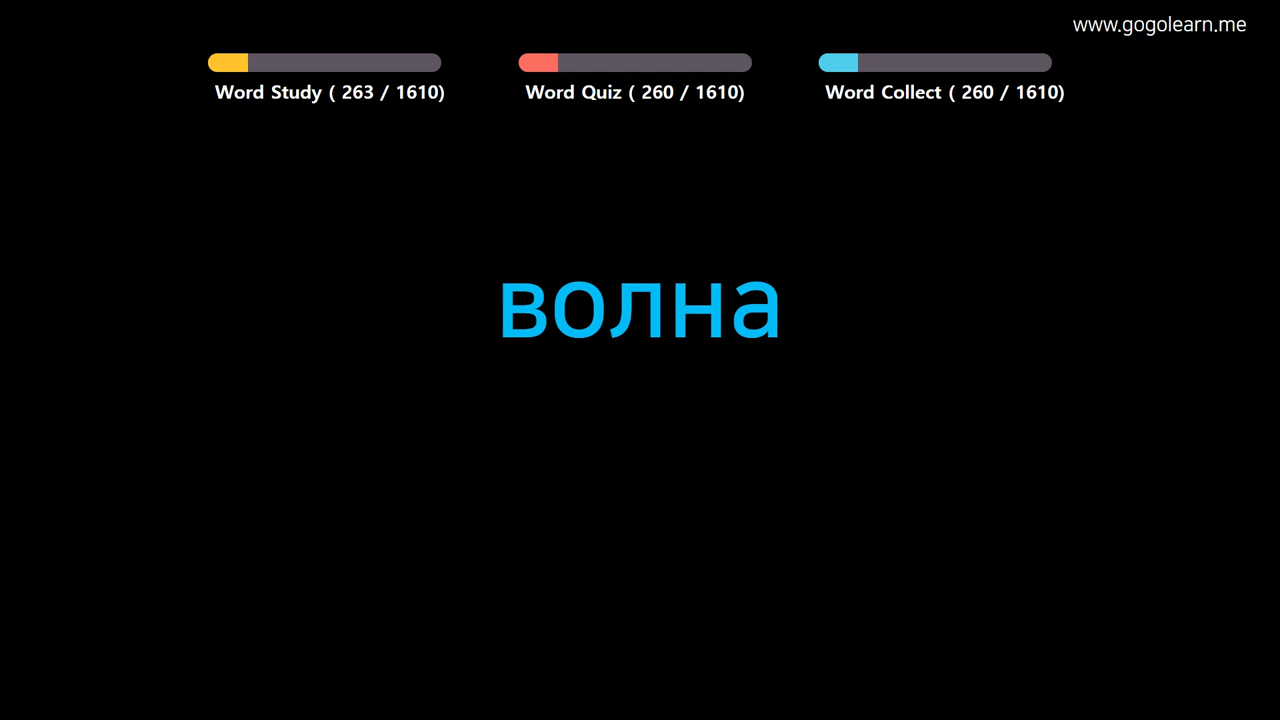 www.gogolearn.me
Word Study ( 263 / 1610)
Word Quiz ( 260 / 1610)
Word Collect ( 260 / 1610)
волна